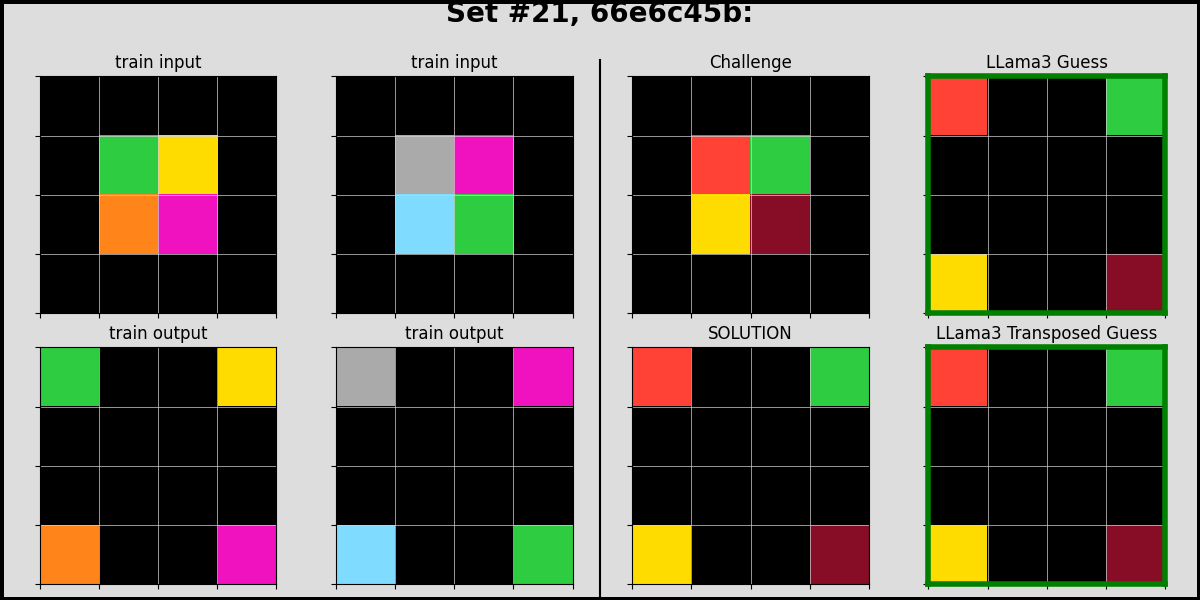 Set #21, 66e6c45b:
train input
train input
Challenge
LLama3 Guess
train output
train output
SOLUTION
LLama3 Transposed Guess